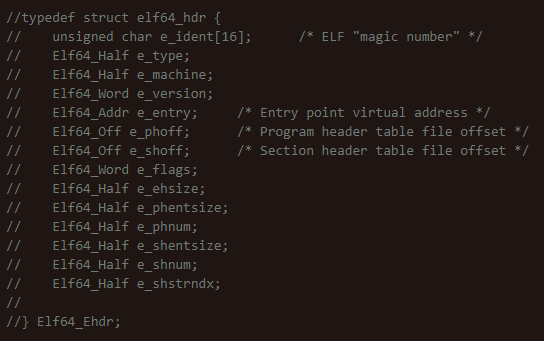 //typedef struct elf64_hdr {
//    unsigned char e_ident[16];      /* ELF "magic number" */
//    Elf64_Half e_type;
//    Elf64_Half e_machine;
//    Elf64_Word e_version;
//    Elf64_Addr e_entry;     /* Entry point virtual address */
//    Elf64_Off e_phoff;      /* Program header table file offset */
//    Elf64_Off e_shoff;      /* Section header table file offset */
//    Elf64_Word e_flags;
//    Elf64_Half e_ehsize;
//    Elf64_Half e_phentsize;
//    Elf64_Half e_phnum;
//    Elf64_Half e_shentsize;
//    Elf64_Half e_shnum;
//    Elf64_Half e_shstrndx;
//
//} Elf64_Ehdr;